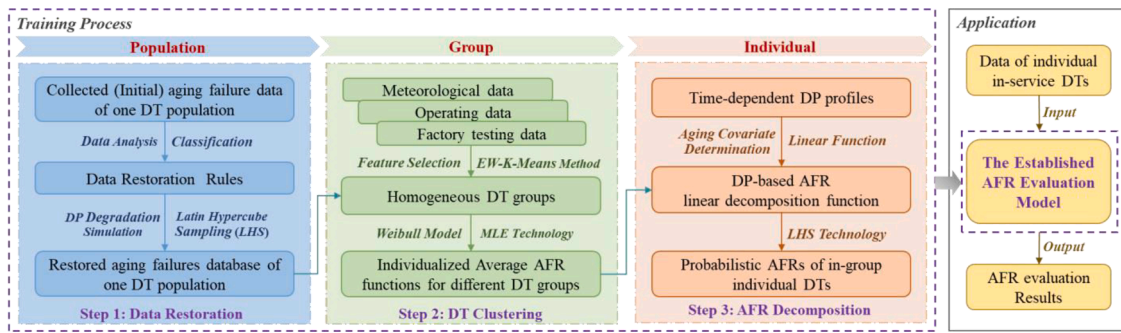 Training Process
Population
Collected (Initial) aging failure data
of one DT population
Data Analysis
Classification
Data Restoration Rules
DP Degradation
Simulation
Latin Hypercube
Sampling (LHS)
Restored aging failures database of
one DT population
Step 1: Data Restoration
Group
Meteorological data
Operating data
Factory testing data
Feature Selection
EW-K-Means Method
Homogeneous DT groups
Weibull Model
MLE Technology
Individualized Average AFR
functions for different DT groups
Step 2: DT Clustering
Individual
Time-dependent DP profiles
Aging Covariate
Determination
Linear Function
DP-based AFR
linear decomposition function
LHS Technology
Probabilistic AFRs of in-group
individual DTs
Step 3: AFR Decomposition
Application
Data of individual
in-service DTs
Input
The Established
AFR Evaluation
Model
Output
AFR evaluation
Results